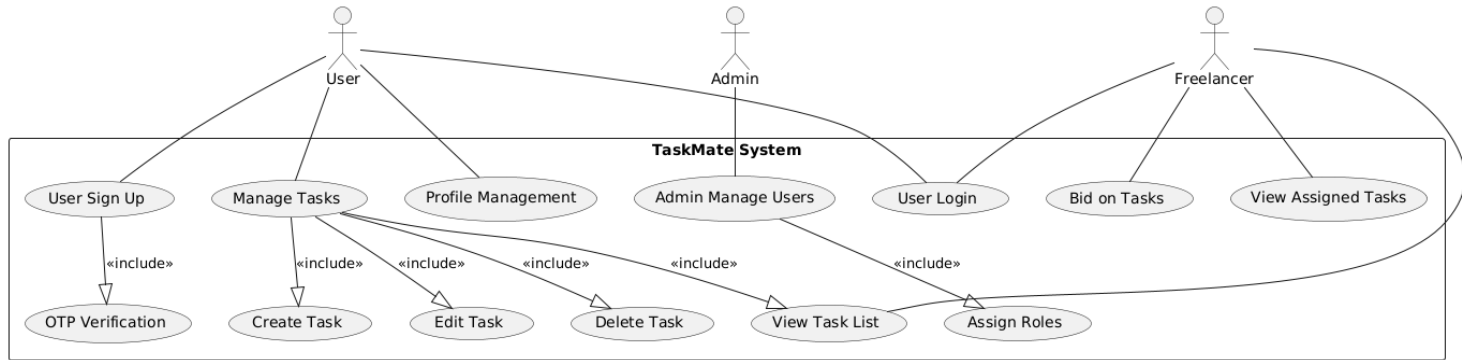 User
Admin
Freelancer
TaskMate System
User Sign Up
Manage Tasks
Profile Management
Admin Manage Users
User Login
Bid on Tasks
View Assigned Tasks
«include»
«include»
«include»
«include»
«include»
«include»
OTP Verification
Create Task
Edit Task
Delete Task
View Task List
Assign Roles